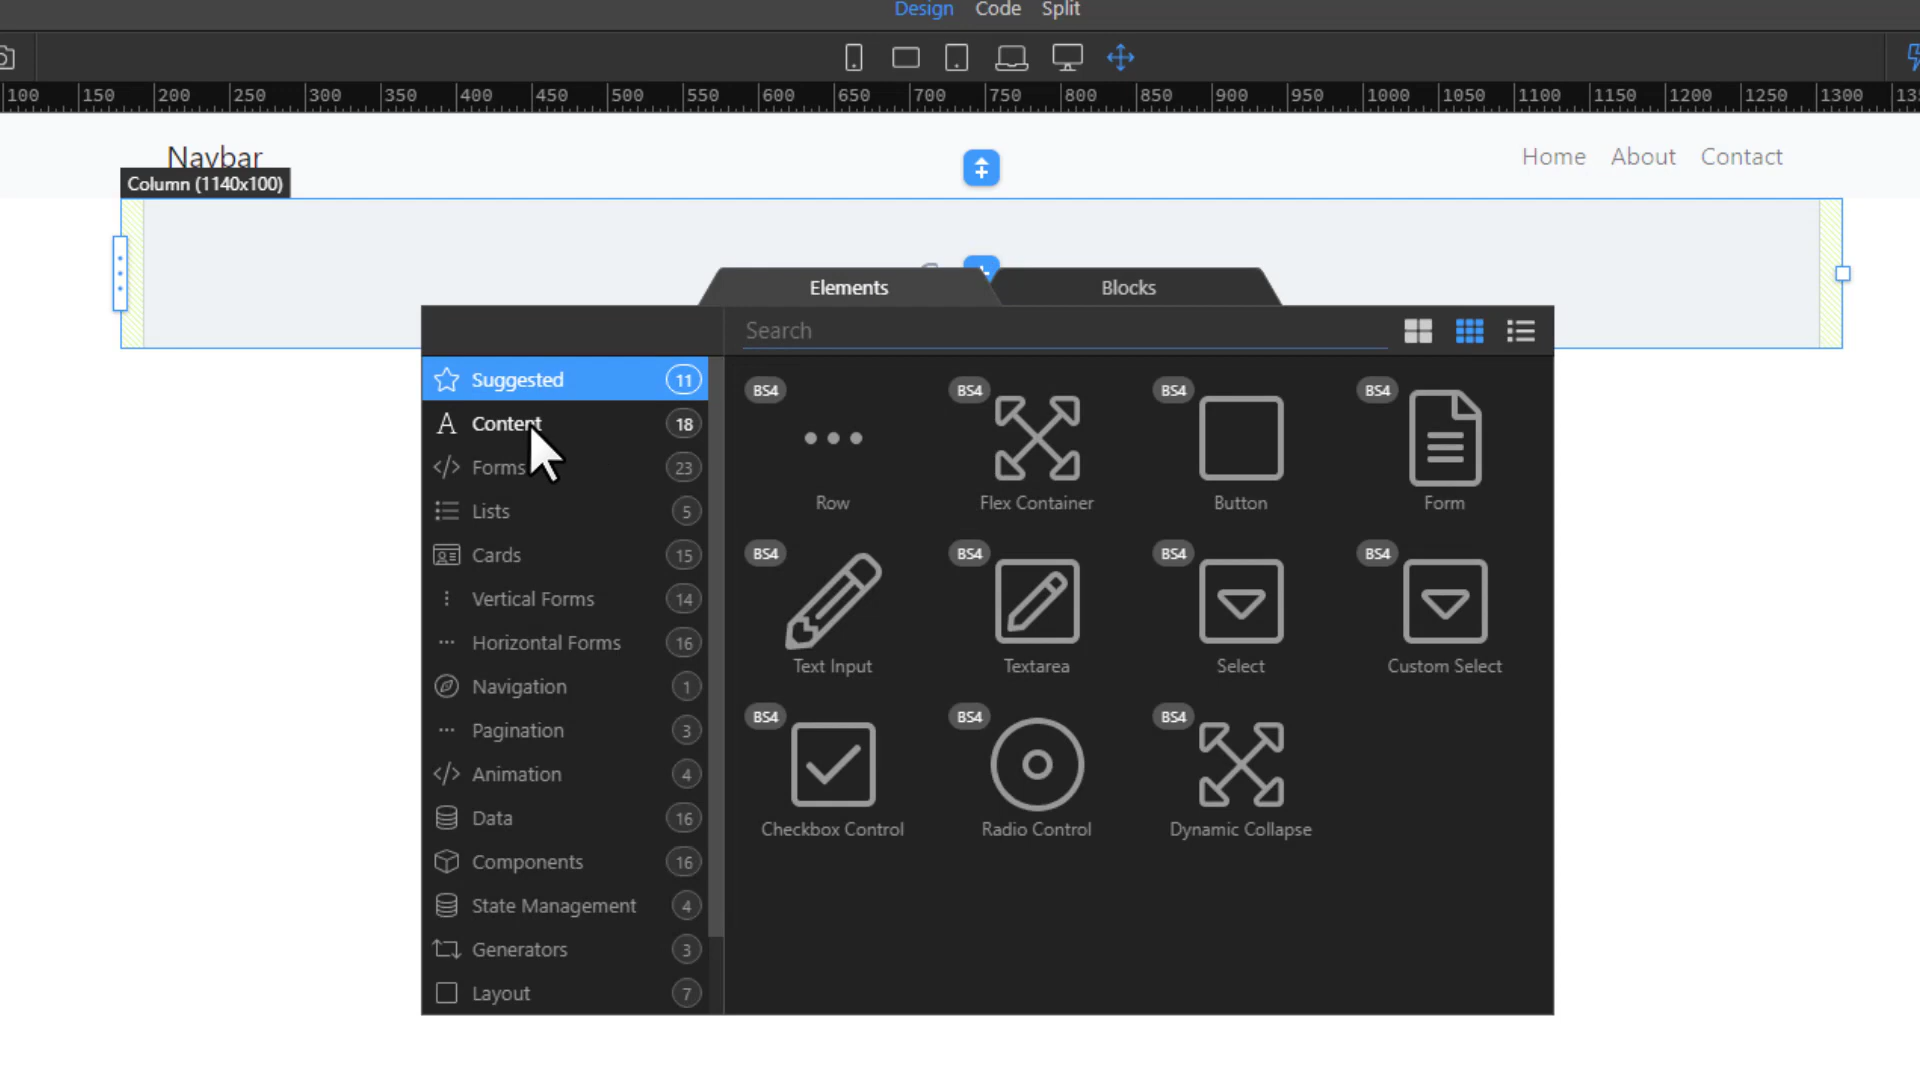 Design Code Split
100 150 200 250 300 350 400 450 500 550 600 650 700 750 800 850 900 950 1000 1050 1100 1150 1200 1250 1300
Navbar
Home About Contact
Column (1140x100)
Elements
Blocks
Search
Suggested 11
Content 18
Forms 23
Lists 5
Cards 15
Vertical Forms 14
Horizontal Forms 16
Navigation 1
Pagination 3
Animation 4
Data 16
Components 16
State Management 4
Generators 3
Layout 7
BS4 BS4 BS4 BS4
Row Flex Container Button Form
BS4 BS4 BS4 BS4
Text Input Textarea Select Custom Select
BS4 BS4 BS4
Checkbox Control Radio Control Dynamic Collapse